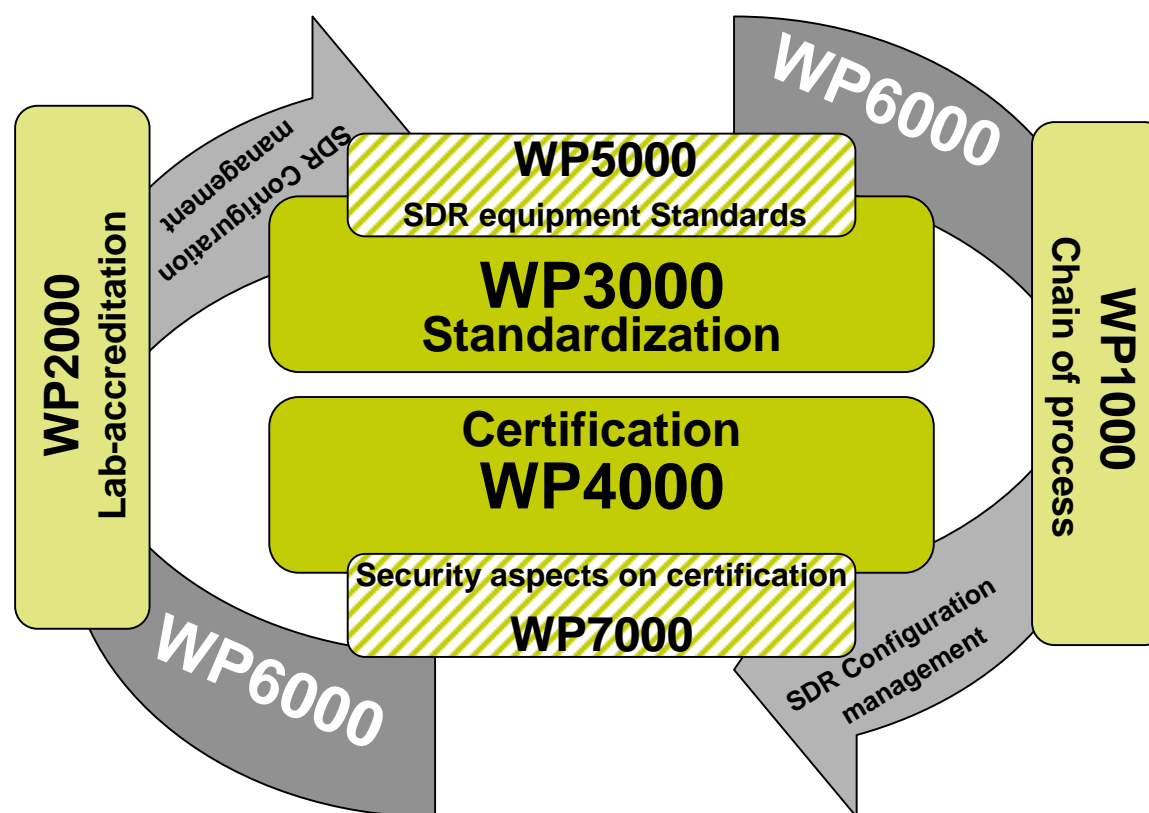 WP6000
SDR Configuration
management
WP5000
SDR equipment Standards
WP3000
Standardization
WP2000
Lab-accreditation
WP1000
Chain of process
Certification
WP4000
Security aspects on certification
WP7000
SDR Configuration
management
WP6000